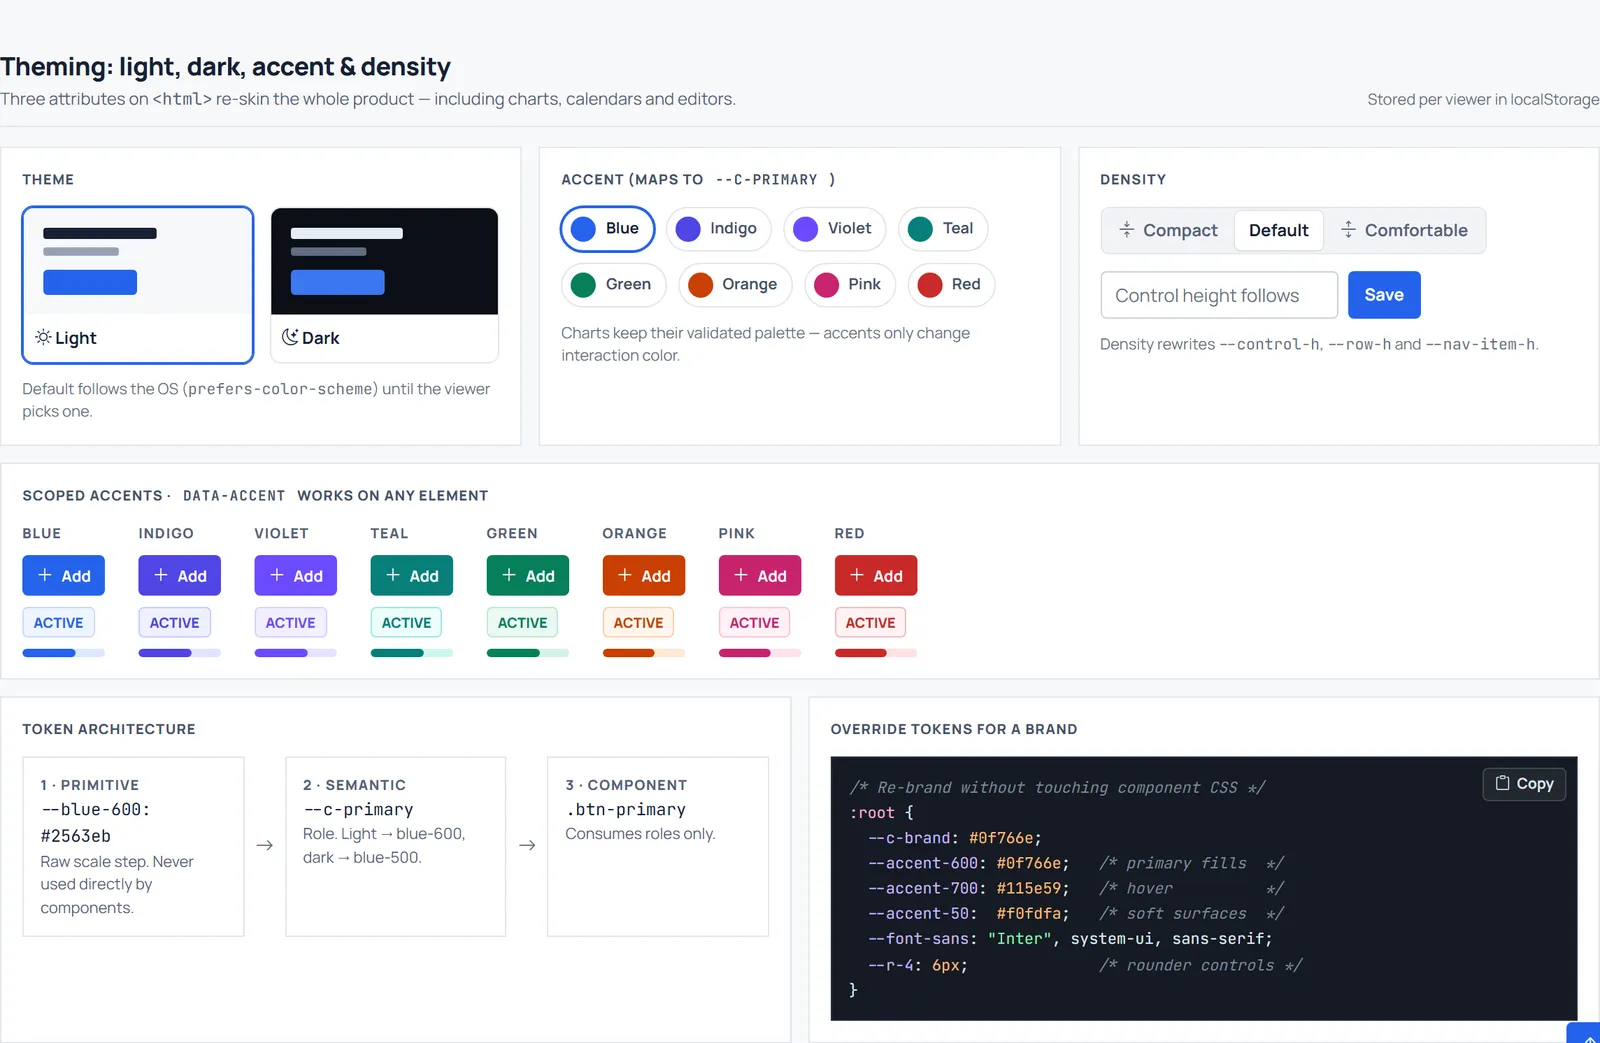 Theming: light, dark, accent & density
Three attributes on <html> re-skin the whole product — including charts, calendars and editors.
Stored per viewer in localStorage
THEME
Light
Dark
Default follows the OS (prefers-color-scheme) until the viewer
picks one.
ACCENT (MAPS TO --C-PRIMARY )
Blue
Indigo
Violet
Teal
Green
Orange
Pink
Red
Charts keep their validated palette — accents only change
interaction color.
DENSITY
Compact
Default
Comfortable
Control height follows
Save
Density rewrites --control-h, --row-h and --nav-item-h.
SCOPED ACCENTS · DATA-ACCENT WORKS ON ANY ELEMENT
BLUE
INDIGO
VIOLET
TEAL
GREEN
ORANGE
PINK
RED
Add
Add
Add
Add
Add
Add
Add
Add
ACTIVE
ACTIVE
ACTIVE
ACTIVE
ACTIVE
ACTIVE
ACTIVE
ACTIVE
TOKEN ARCHITECTURE
1 · PRIMITIVE
--blue-600:
#2563eb
Raw scale step. Never
used directly by
components.
→
2 · SEMANTIC
--c-primary
Role. Light → blue-600,
dark → blue-500.
→
3 · COMPONENT
.btn-primary
Consumes roles only.
OVERRIDE TOKENS FOR A BRAND
Copy
/* Re-brand without touching component CSS */
:root {
--c-brand: #0f766e;
--accent-600: #0f766e; /* primary fills */
--accent-700: #115e59; /* hover */
--accent-50: #f0fdfa; /* soft surfaces */
--font-sans: "Inter", system-ui, sans-serif;
--r-4: 6px; /* rounder controls */
}